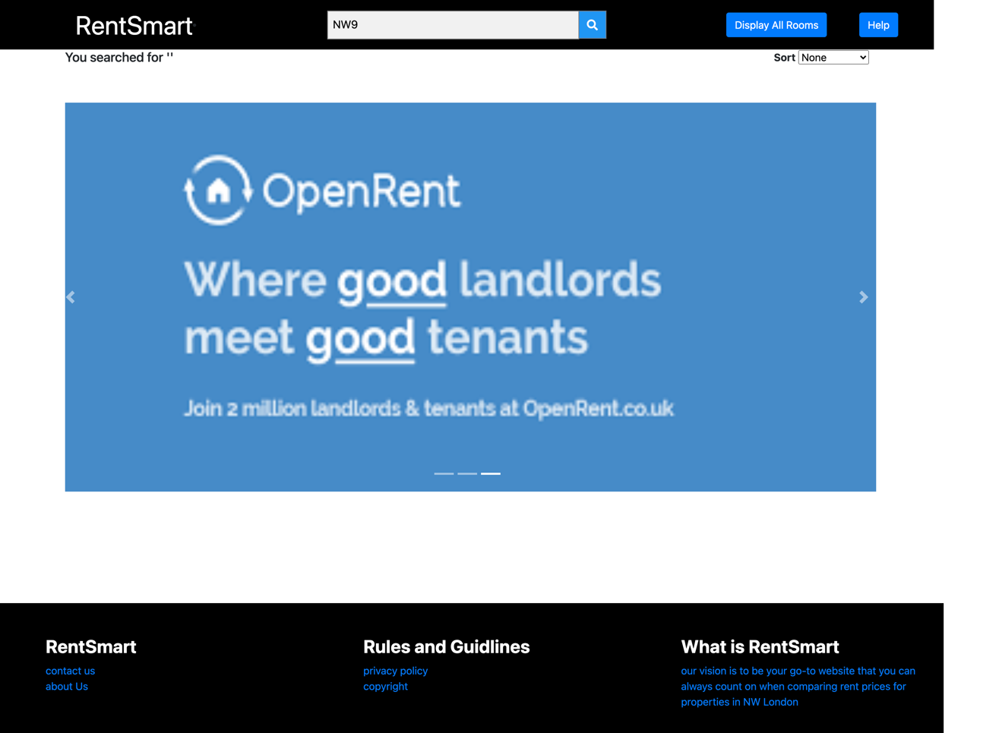 RentSmart
NW9
Display All Rooms
Help
You searched for ''
Sort None
OpenRent
Where good landlords
meet good tenants
Join 2 million landlords & tenants at OpenRent.co.uk
RentSmart
contact us
about Us
Rules and Guidlines
privacy policy
copyright
What is RentSmart
our vision is to be your go-to website that you can
always count on when comparing rent prices for
properties in NW London